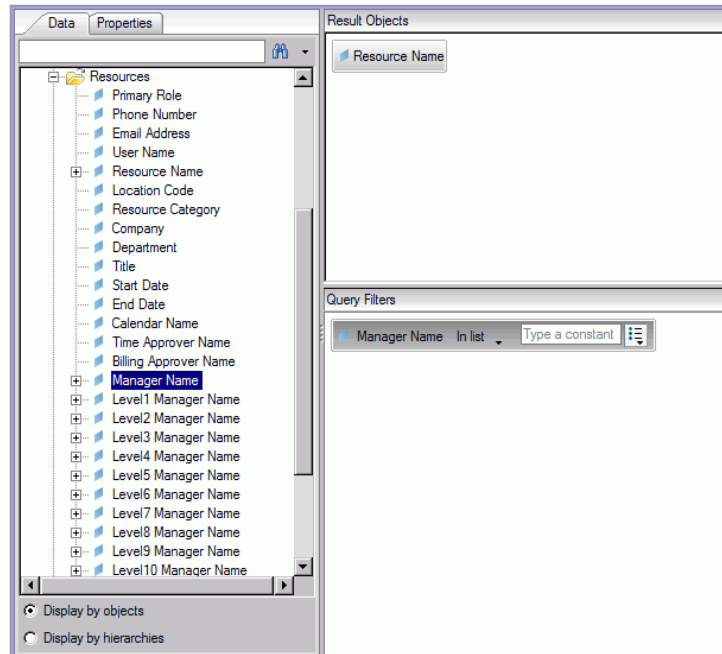 Data
Properties
Resources
Primary Role
Phone Number
Email Address
User Name
Resource Name
Location Code
Resource Category
Company
Department
Title
Start Date
End Date
Calendar Name
Time Approver Name
Billing Approver Name
Manager Name
Level1 Manager Name
Level2 Manager Name
Level3 Manager Name
Level4 Manager Name
Level5 Manager Name
Level6 Manager Name
Level7 Manager Name
Level8 Manager Name
Level9 Manager Name
Level10 Manager Name
Display by objects
Display by hierarchies
Result Objects
Resource Name
Query Filters
Manager Name In list Type a constant